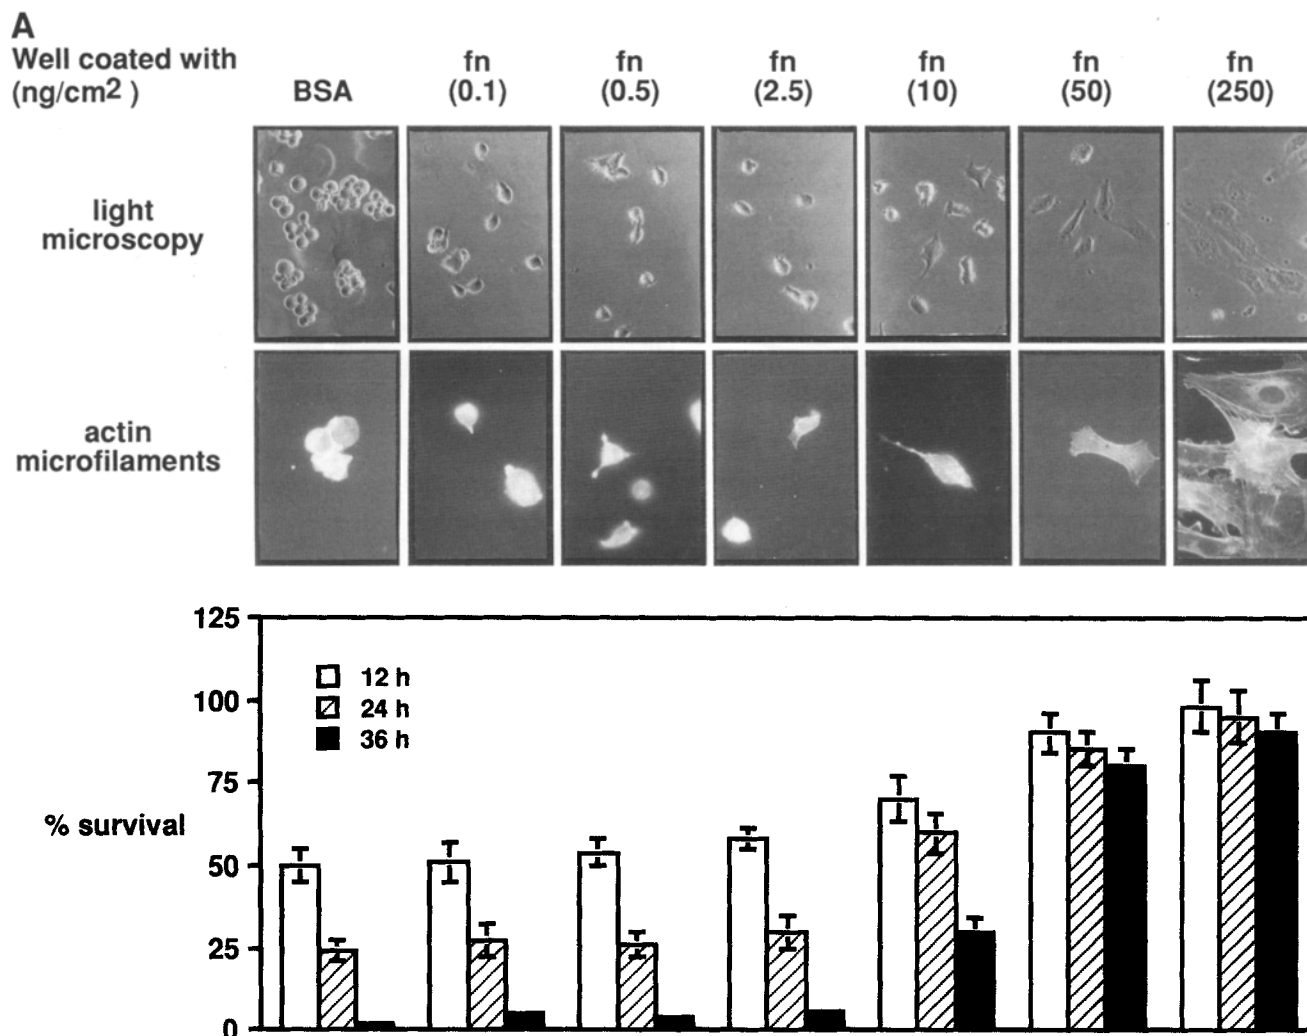 A
Well coated with
(ng/cm2 )
BSA
fn
(0.1)
fn
(0.5)
fn
(2.5)
fn
(10)
fn
(50)
fn
(250)
light
microscopy
actin
microfilaments
125
100
75
50
25
0
% survival
12 h
24 h
36 h